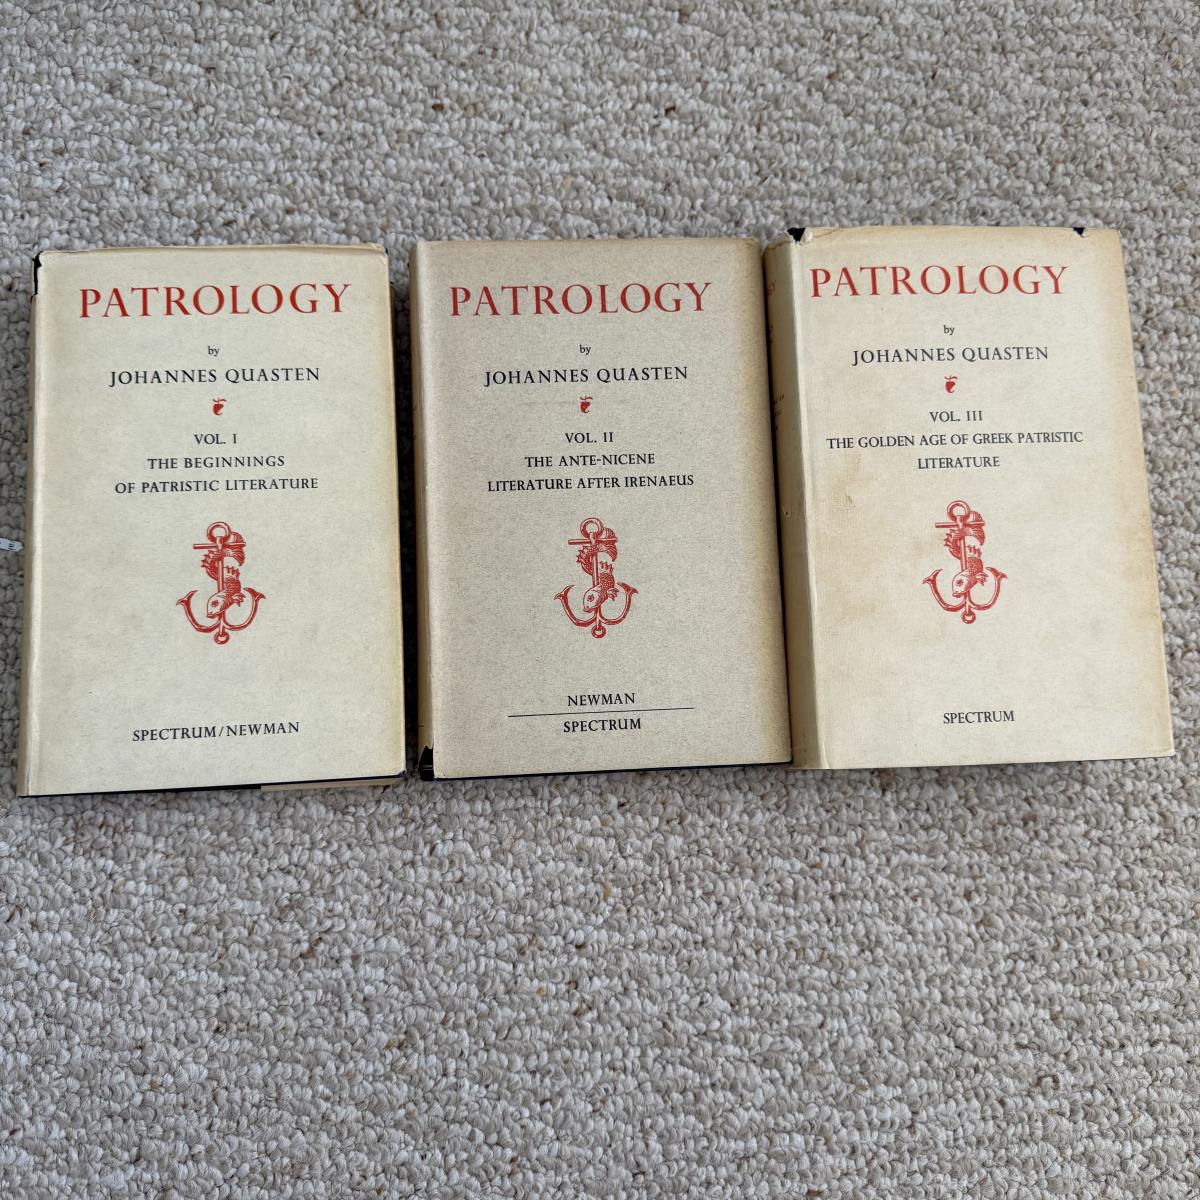 PATROLOGY
by
JOHANNES QUASTEN
VOL. I
THE BEGINNINGS
OF PATRISTIC LITERATURE
SPECTRUM/NEWMAN
PATROLOGY
by
JOHANNES QUASTEN
VOL. II
THE ANTE-NICENE
LITERATURE AFTER IRENAEUS
NEWMAN
SPECTRUM
PATROLOGY
by
JOHANNES QUASTEN
VOL. III
THE GOLDEN AGE OF GREEK PATRISTIC
LITERATURE
SPECTRUM